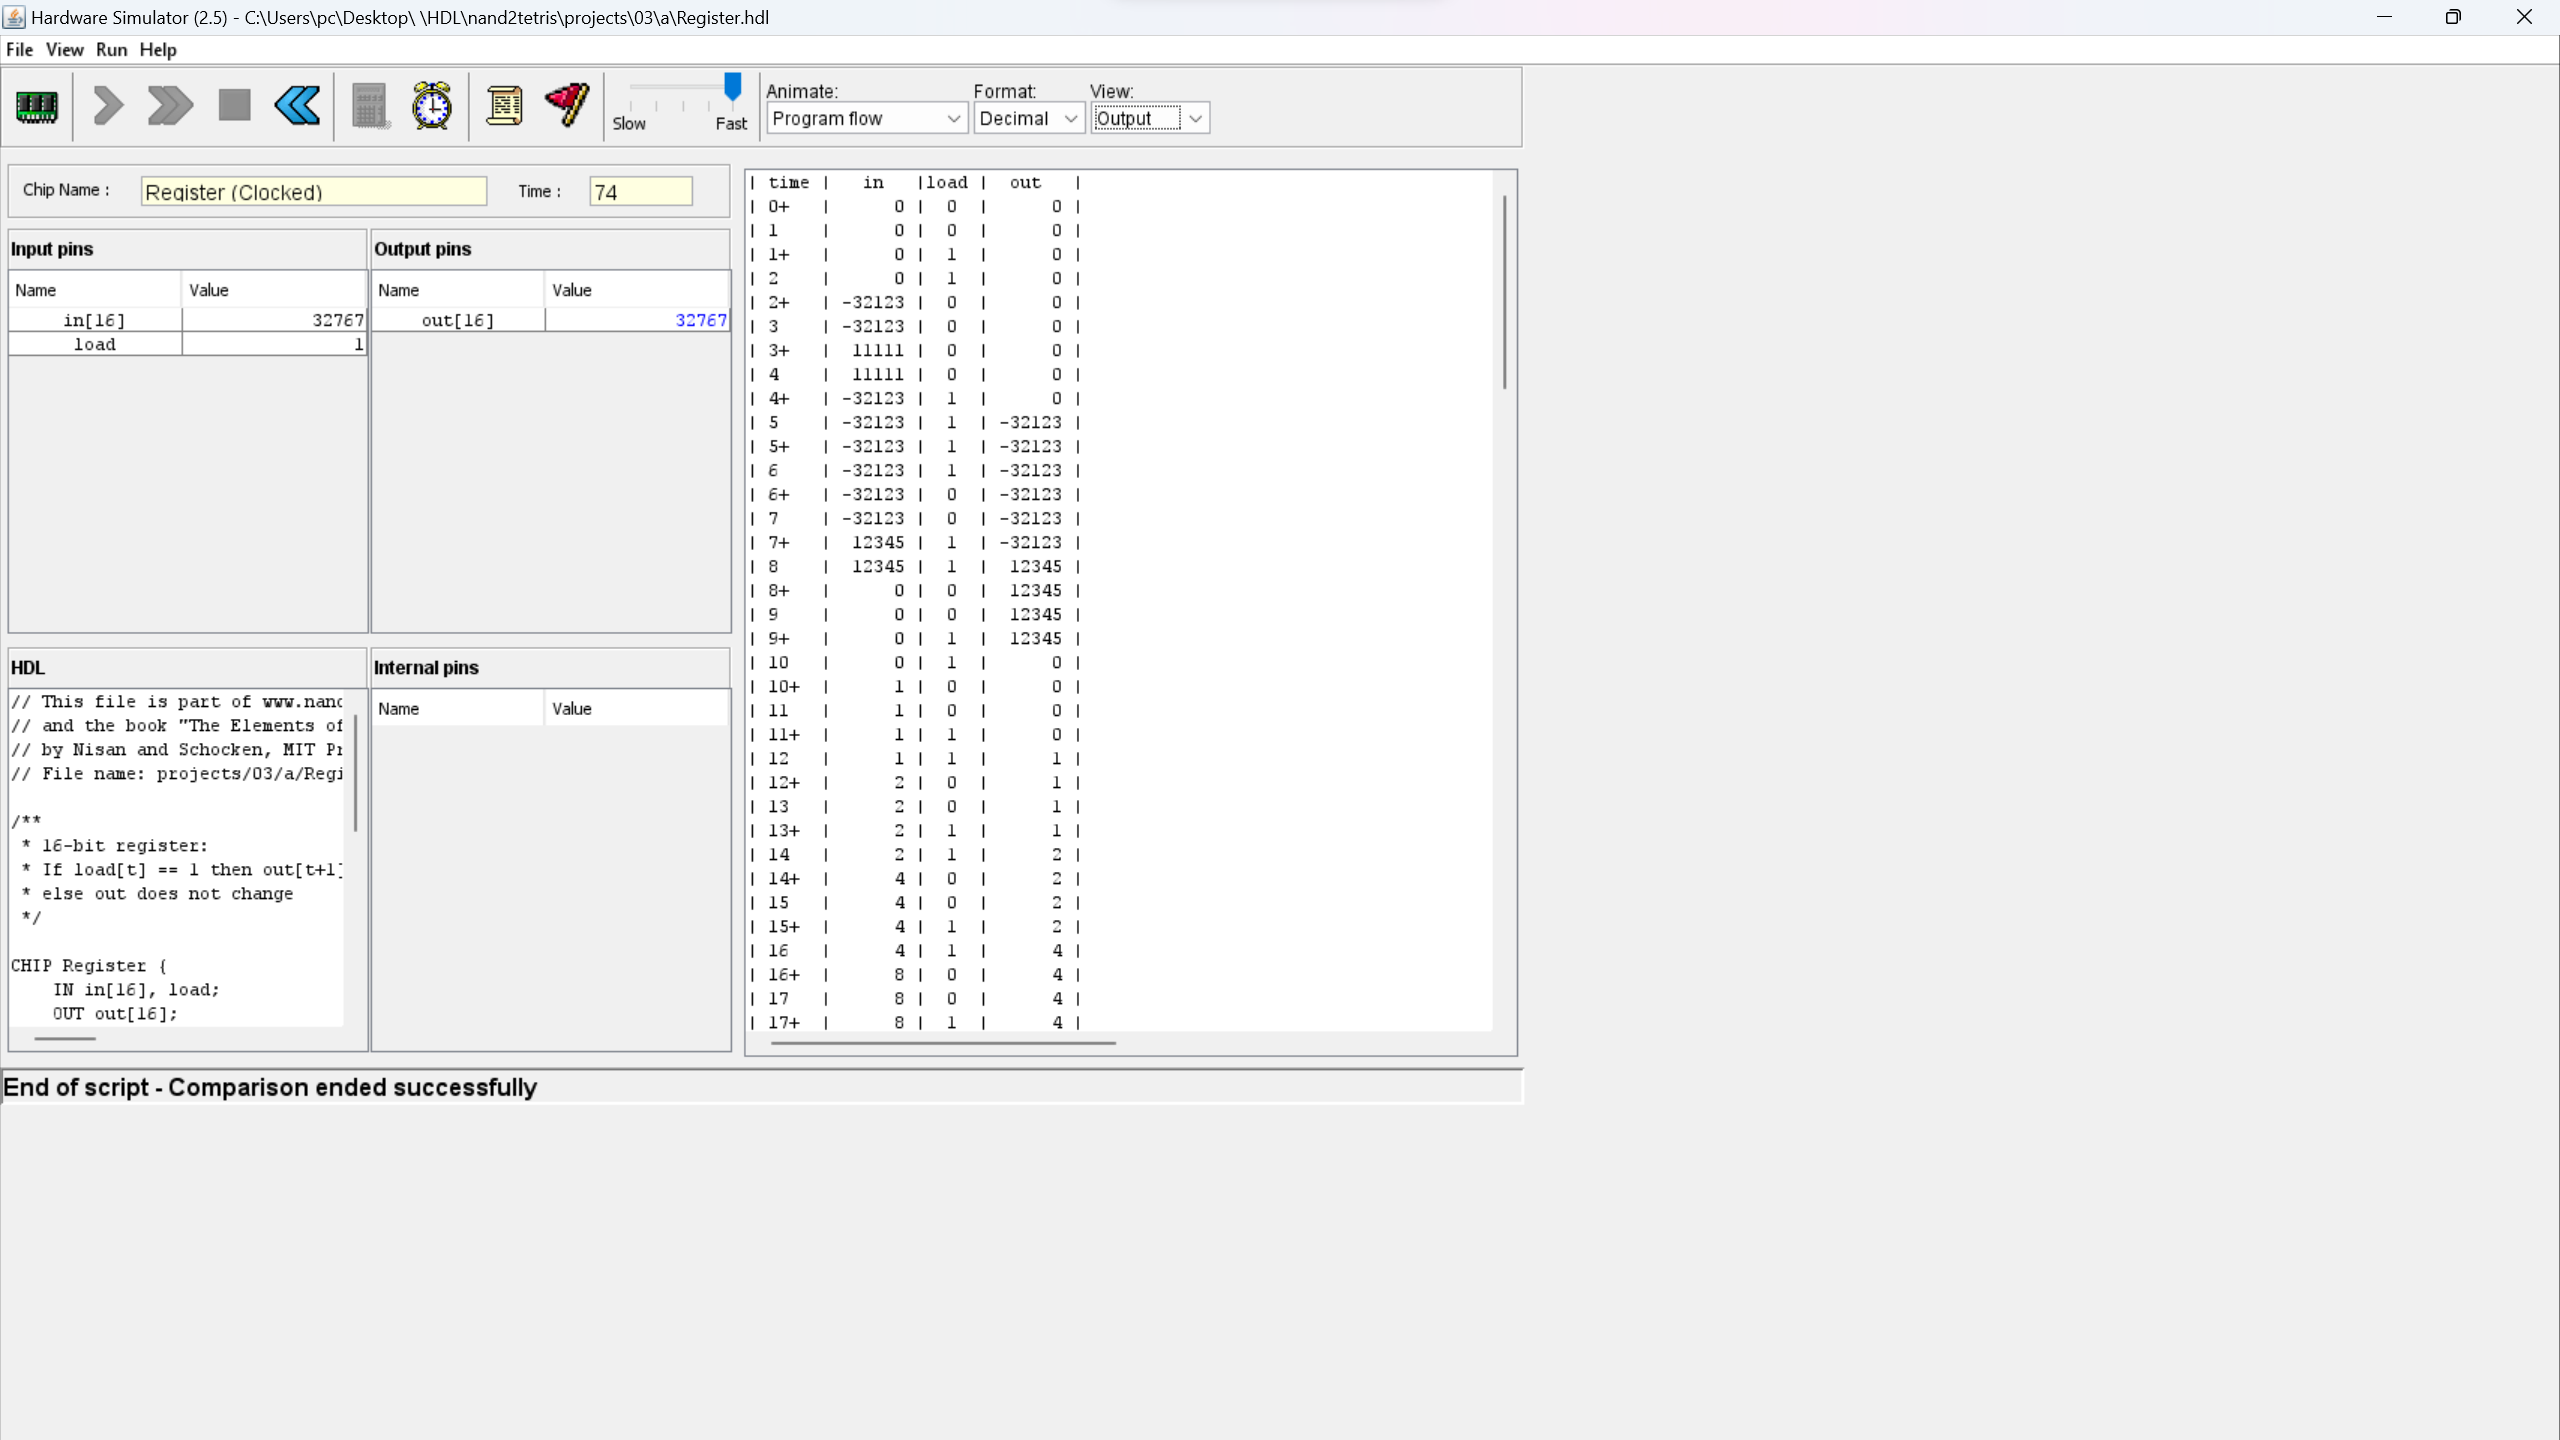 Hardware Simulator (2.5) - C:\Users\pc\Desktop\ \HDL\nand2tetris\projects\03\a\Register.hdl
File View Run Help
Slow Fast
Animate: Format: View:
Program flow Decimal Output
Chip Name : Register (Clocked) Time : 74
Input pins
Name Value
in[16] 32767
load 1
Output pins
Name Value
out[16] 32767
HDL
// This file is part of www.nand
// and the book "The Elements of
// by Nisan and Schocken, MIT Pr
// File name: projects/03/a/Regi
/**
* 16-bit register:
* If load[t] == 1 then out[t+1]
* else out does not change
*/
CHIP Register {
IN in[16], load;
OUT out[16];
Internal pins
Name Value
| time | in |load | out |
| 0+ | 0 | 0 | 0 |
| 1 | 0 | 0 | 0 |
| 1+ | 0 | 1 | 0 |
| 2 | 0 | 1 | 0 |
| 2+ | -32123 | 0 | 0 |
| 3 | -32123 | 0 | 0 |
| 3+ | 11111 | 0 | 0 |
| 4 | 11111 | 0 | 0 |
| 4+ | -32123 | 1 | 0 |
| 5 | -32123 | 1 | -32123 |
| 5+ | -32123 | 1 | -32123 |
| 6 | -32123 | 1 | -32123 |
| 6+ | -32123 | 0 | -32123 |
| 7 | -32123 | 0 | -32123 |
| 7+ | 12345 | 1 | -32123 |
| 8 | 12345 | 1 | 12345 |
| 8+ | 0 | 0 | 12345 |
| 9 | 0 | 0 | 12345 |
| 9+ | 0 | 1 | 12345 |
| 10 | 0 | 1 | 0 |
| 10+ | 1 | 0 | 0 |
| 11 | 1 | 0 | 0 |
| 11+ | 1 | 1 | 0 |
| 12 | 1 | 1 | 1 |
| 12+ | 2 | 0 | 1 |
| 13 | 2 | 0 | 1 |
| 13+ | 2 | 1 | 1 |
| 14 | 2 | 1 | 2 |
| 14+ | 4 | 0 | 2 |
| 15 | 4 | 0 | 2 |
| 15+ | 4 | 1 | 2 |
| 16 | 4 | 1 | 4 |
| 16+ | 8 | 0 | 4 |
| 17 | 8 | 0 | 4 |
| 17+ | 8 | 1 | 4 |
End of script - Comparison ended successfully